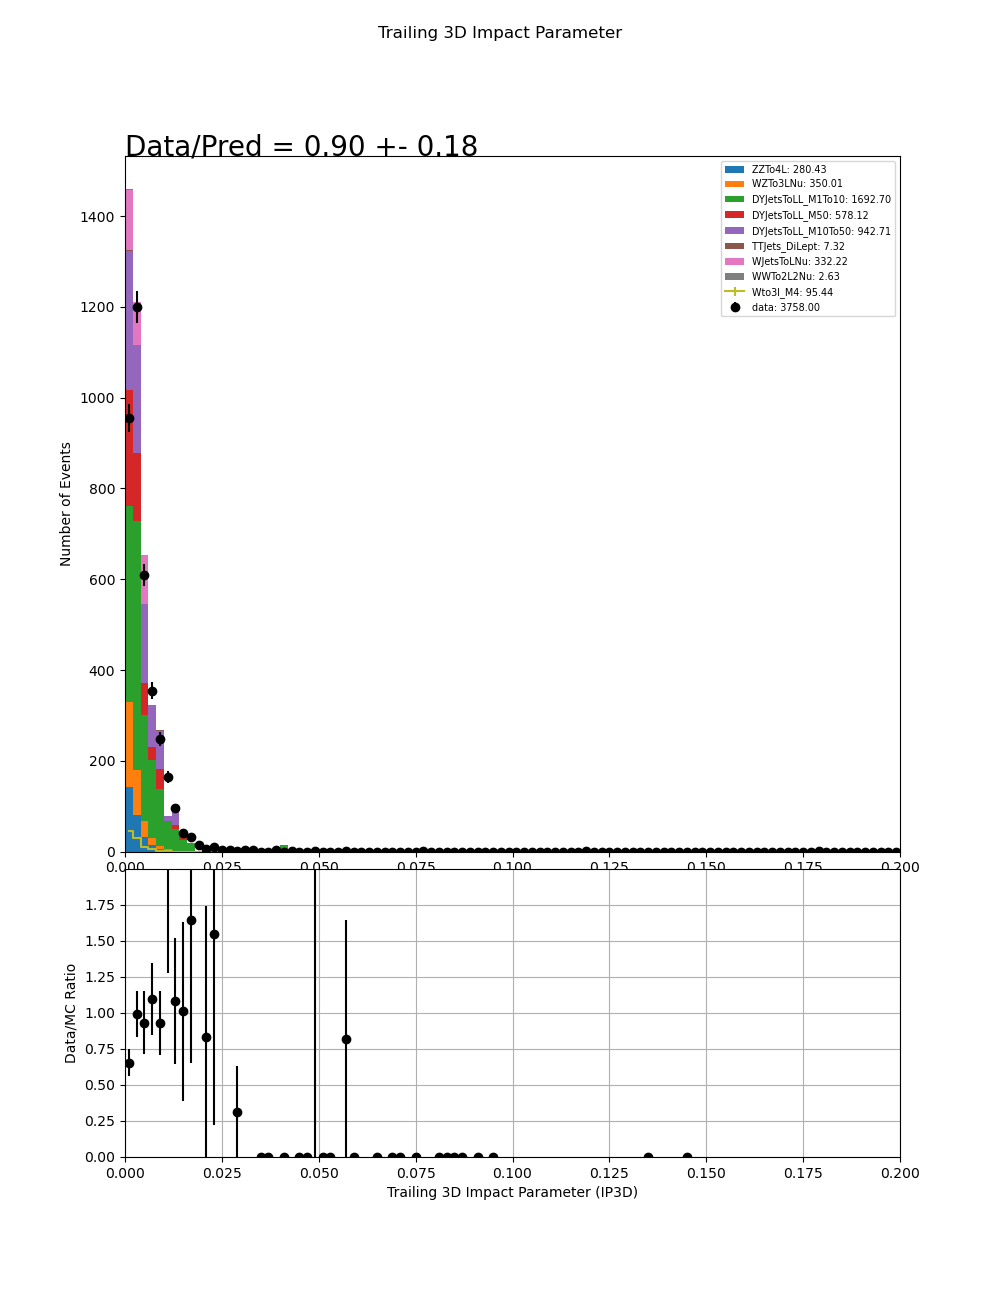 Trailing 3D Impact Parameter
Data/Pred = 0.90 +- 0.18
ZZTo4L: 280.43
WZTo3LNu: 350.01
DYJetsToLL_M1To10: 1692.70
DYJetsToLL_M50: 578.12
DYJetsToLL_M10To50: 942.71
TTJets_DiLept: 7.32
WJetsToLNu: 332.22
WWTo2L2Nu: 2.63
Wto3l_M4: 95.44
data: 3758.00
Number of Events
1400
1200
1000
800
600
400
200
0
0.000 0.025 0.050 0.075 0.100 0.125 0.150 0.175 0.200
Data/MC Ratio
1.75
1.50
1.25
1.00
0.75
0.50
0.25
0.00
0.000 0.025 0.050 0.075 0.100 0.125 0.150 0.175 0.200
Trailing 3D Impact Parameter (IP3D)